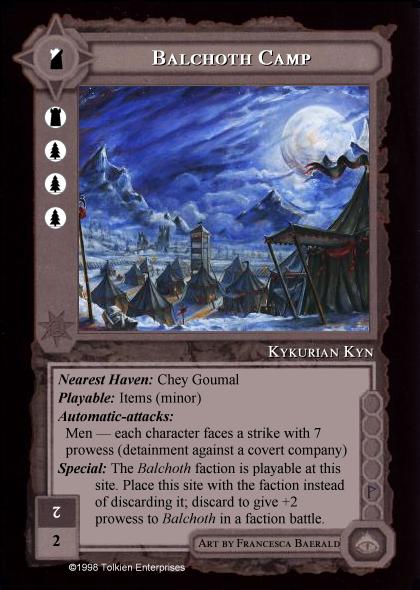 Balchoth Camp
Kykurian Kyn
Nearest Haven: Chey Goumal
Playable: Items (minor)
Automatic-attacks:
Men — each character faces a strike with 7
prowess (detainment against a covert company)
Special: The Balchoth faction is playable at this
site. Place this site with the faction instead
of discarding it; discard to give +2
prowess to Balchoth in a faction battle.
2
2
Art by Francesca Baerald
©1998 Tolkien Enterprises